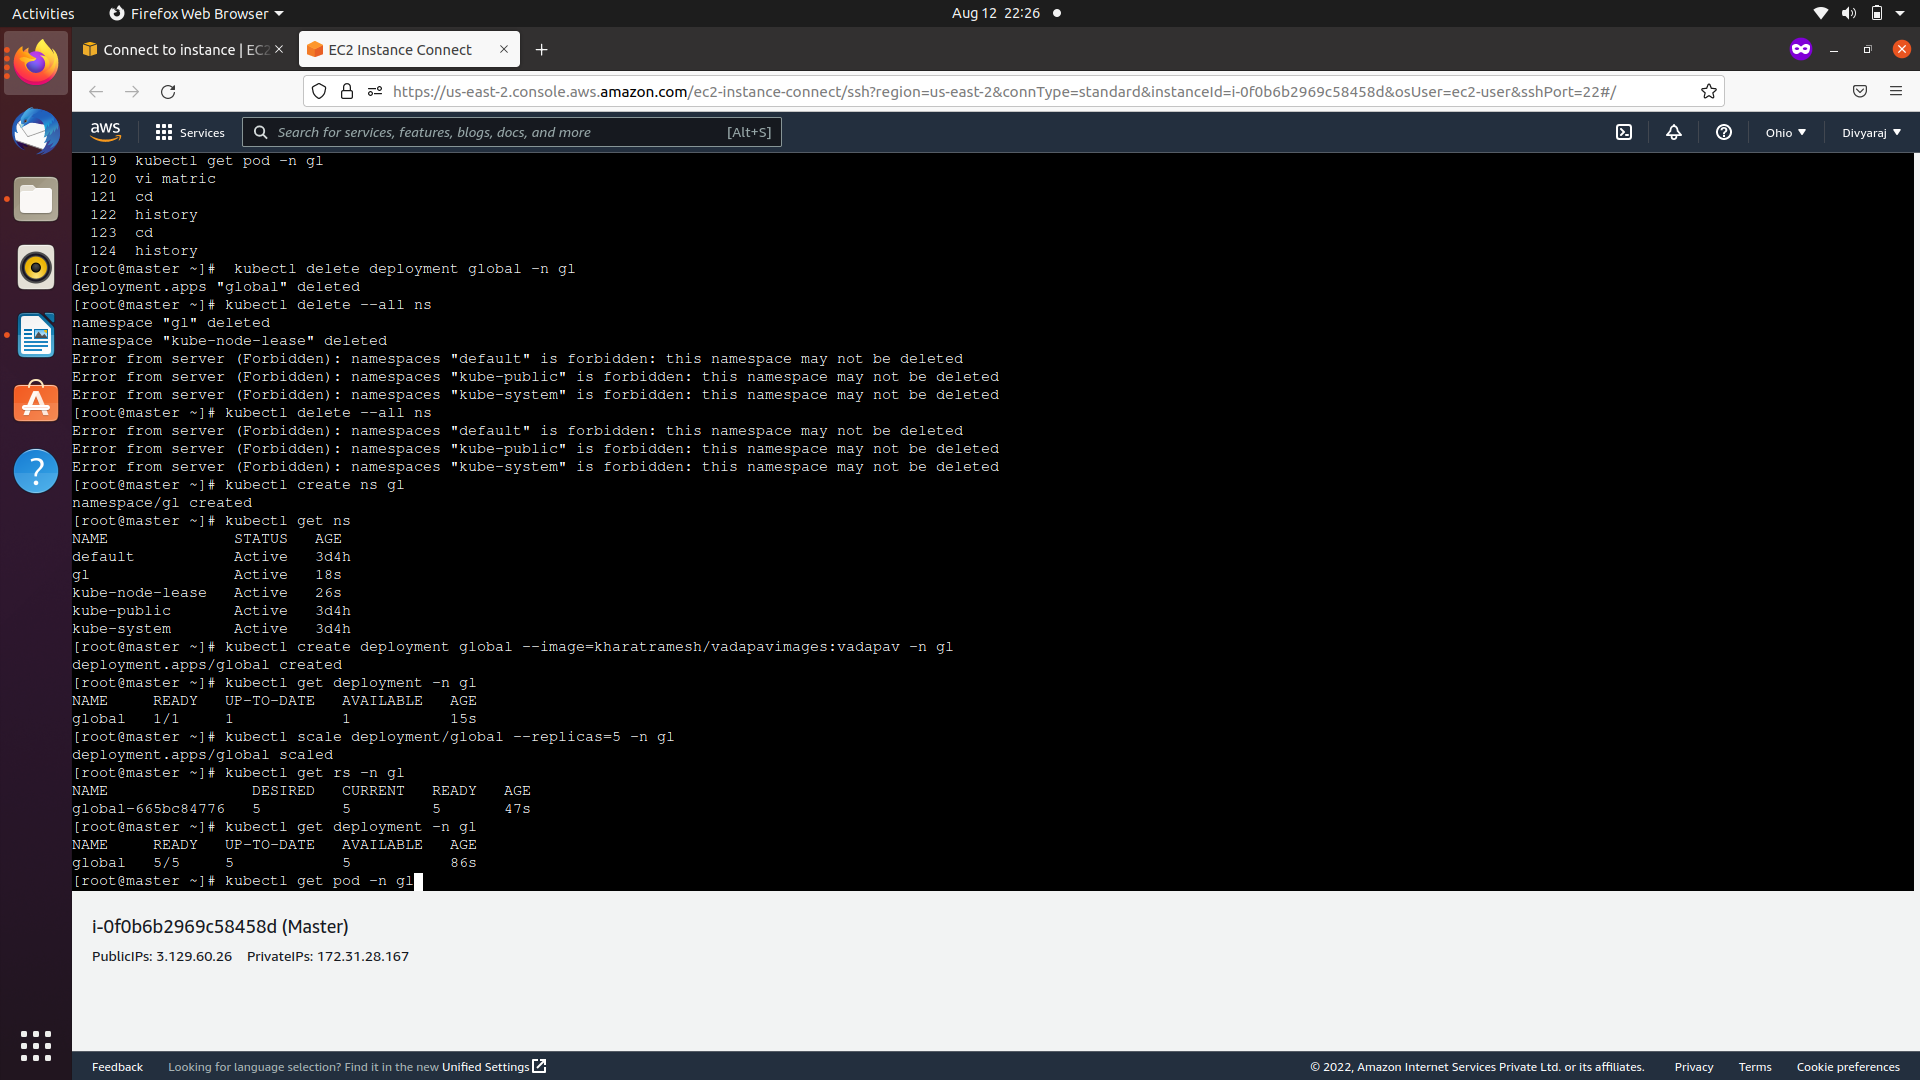 Activities
Firefox Web Browser
Aug 12 22:26
Connect to instance | EC2
EC2 Instance Connect
https://us-east-2.console.aws.amazon.com/ec2-instance-connect/ssh?region=us-east-2&connType=standard&instanceId=i-0f0b6b2969c58458d&osUser=ec2-user&sshPort=22#/
aws
Services
Search for services, features, blogs, docs, and more
[Alt+S]
Ohio
Divyaraj
119 kubectl get pod -n gl
120 vi matric
121 cd
122 history
123 cd
124 history
[root@master ~]#  kubectl delete deployment global -n gl
deployment.apps "global" deleted
[root@master ~]# kubectl delete --all ns
namespace "gl" deleted
namespace "kube-node-lease" deleted
Error from server (Forbidden): namespaces "default" is forbidden: this namespace may not be deleted
Error from server (Forbidden): namespaces "kube-public" is forbidden: this namespace may not be deleted
Error from server (Forbidden): namespaces "kube-system" is forbidden: this namespace may not be deleted
[root@master ~]# kubectl delete --all ns
Error from server (Forbidden): namespaces "default" is forbidden: this namespace may not be deleted
Error from server (Forbidden): namespaces "kube-public" is forbidden: this namespace may not be deleted
Error from server (Forbidden): namespaces "kube-system" is forbidden: this namespace may not be deleted
[root@master ~]# kubectl create ns gl
namespace/gl created
[root@master ~]# kubectl get ns
NAME STATUS AGE
default Active 3d4h
gl Active 18s
kube-node-lease Active 26s
kube-public Active 3d4h
kube-system Active 3d4h
[root@master ~]# kubectl create deployment global --image=kharatramesh/vadapavimages:vadapav -n gl
deployment.apps/global created
[root@master ~]# kubectl get deployment -n gl
NAME READY UP-TO-DATE AVAILABLE AGE
global 1/1 1 1 15s
[root@master ~]# kubectl scale deployment/global --replicas=5 -n gl
deployment.apps/global scaled
[root@master ~]# kubectl get rs -n gl
NAME DESIRED CURRENT READY AGE
global-665bc84776 5 5 5 47s
[root@master ~]# kubectl get deployment -n gl
NAME READY UP-TO-DATE AVAILABLE AGE
global 5/5 5 5 86s
[root@master ~]# kubectl get pod -n gl
i-0f0b6b2969c58458d (Master)
PublicIPs: 3.129.60.26 PrivateIPs: 172.31.28.167
Feedback
Looking for language selection? Find it in the new Unified Settings
© 2022, Amazon Internet Services Private Ltd. or its affiliates.
Privacy
Terms
Cookie preferences